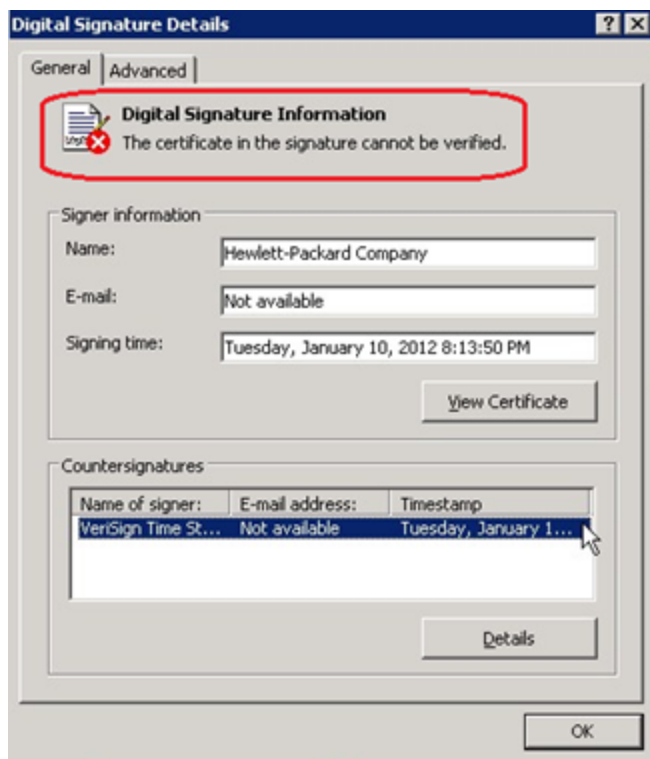 Digital Signature Details
General Advanced
Digital Signature Information
The certificate in the signature cannot be verified.
Signer information
Name: Hewlett-Packard Company
E-mail: Not available
Signing time: Tuesday, January 10, 2012 8:13:50 PM
View Certificate
Countersignatures
Name of signer: E-mail address: Timestamp
VeriSign Time St... Not available Tuesday, January 1...
Details
OK